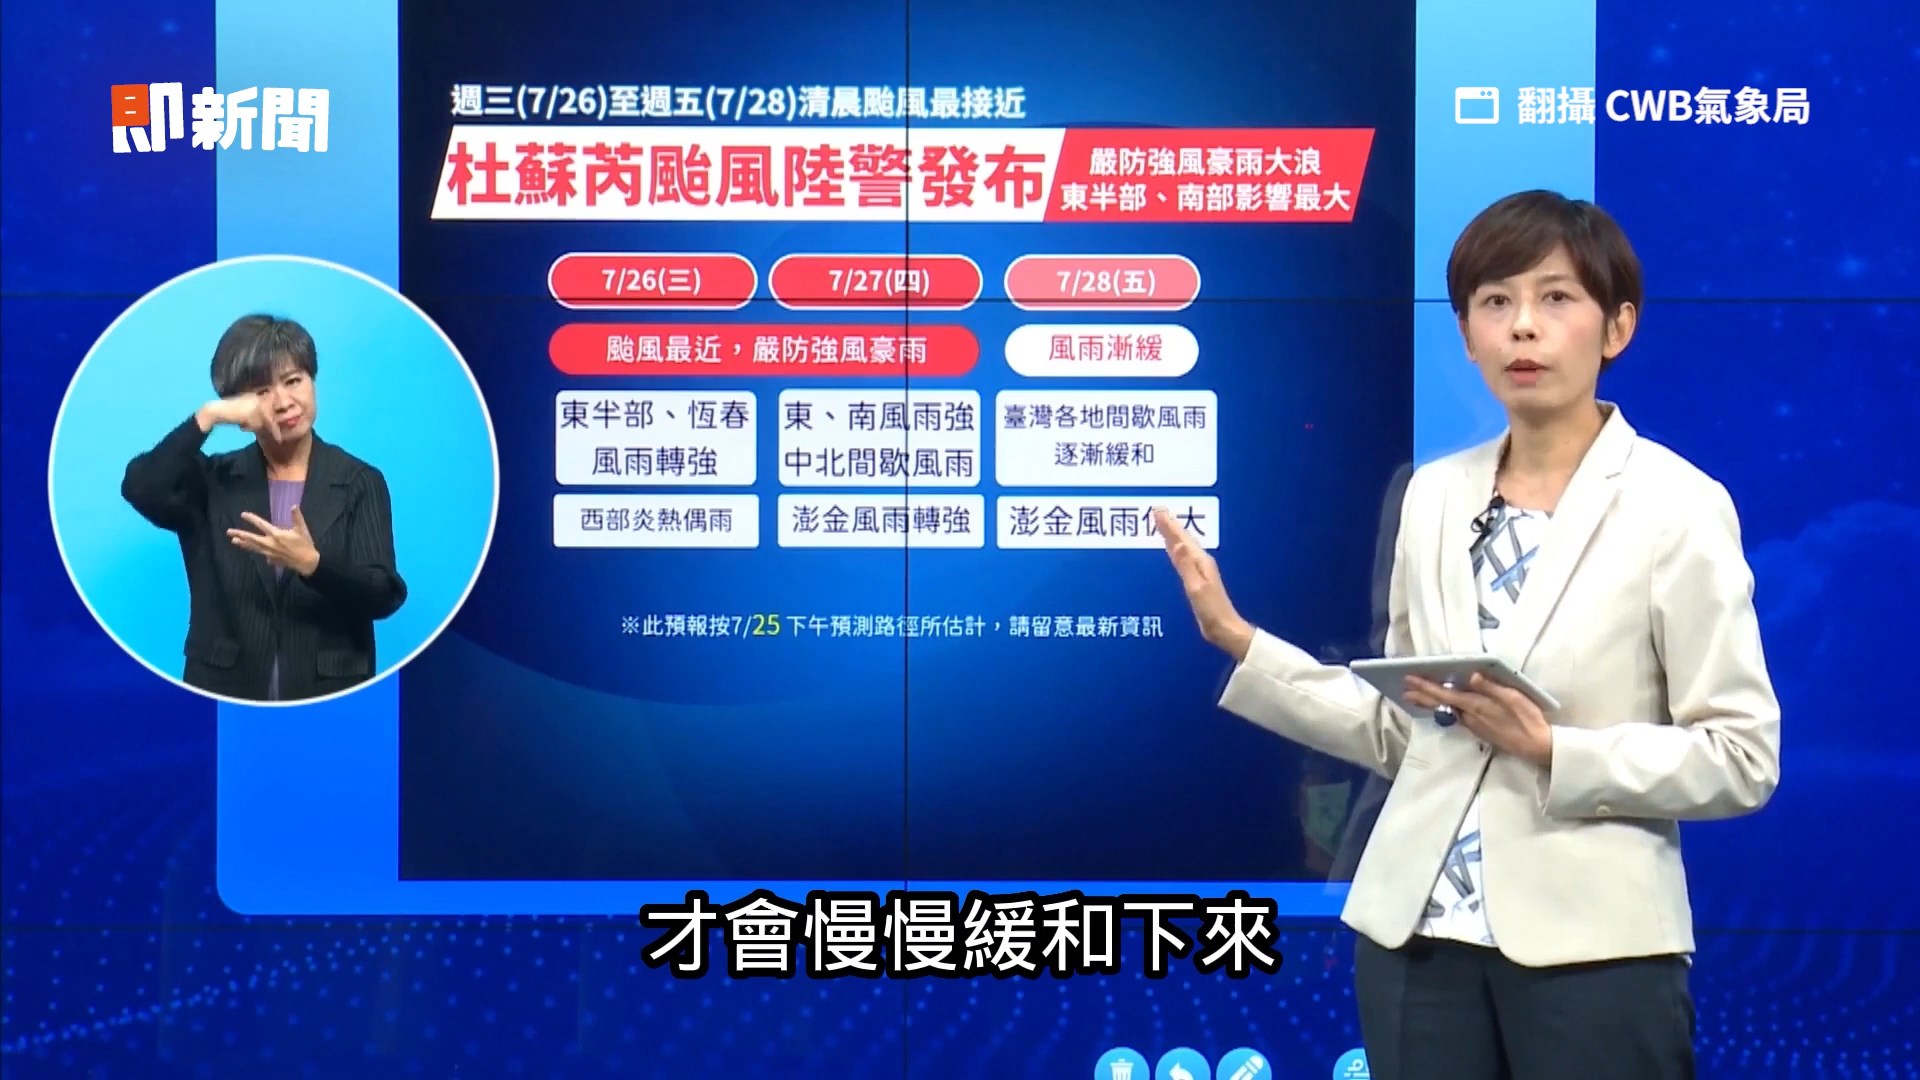 即新聞
翻攝 CWB氣象局
週三(7/26)至週五(7/28)清晨颱風最接近
杜蘇芮颱風陸警發布
嚴防強風豪雨大浪
東半部、南部影響最大
7/26(三)
7/27(四)
7/28(五)
颱風最近，嚴防強風豪雨
風雨漸緩
東半部、恆春
風雨轉強
東、南風雨強
中北間歇風雨
臺灣各地間歇風雨
逐漸緩和
西部炎熱偶雨
澎金風雨轉強
澎金風雨仍大
※此預報按7/25下午預測路徑所估計，請留意最新資訊
才會慢慢緩和下來